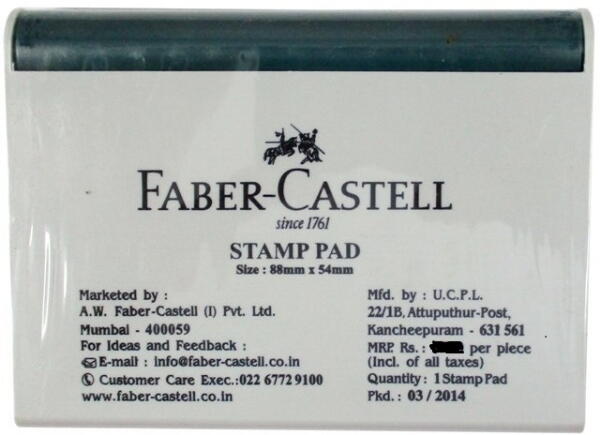 FABER-CASTELL
since 1761
STAMP PAD
Size : 88mm x 54mm
Marketed by :
A.W. Faber-Castell (I) Pvt. Ltd.
Mumbai - 400059
For Ideas and Feedback :
E-mail : info@faber-castell.co.in
Customer Care Exec.:022 6772 9100
www.faber-castell.co.in
Mfd. by : U.C.P.L.
22/1B, Attuputhur-Post,
Kancheepuram - 631 561
MRP. Rs. : per piece
(Incl. of all taxes)
Quantity : 1 Stamp Pad
Pkd. : 03 / 2014